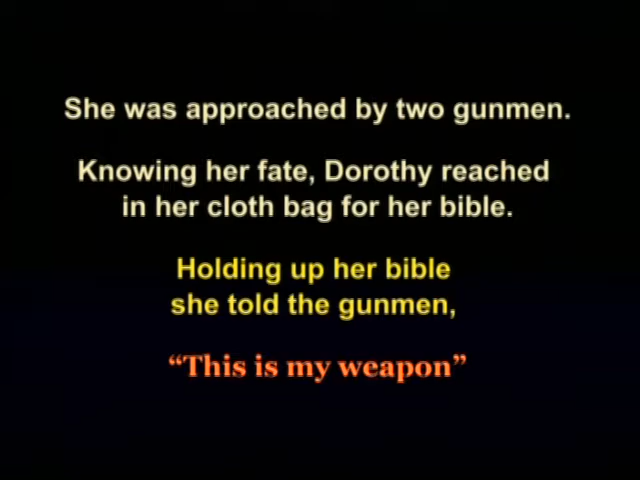 She was approached by two gunmen.
Knowing her fate, Dorothy reached
in her cloth bag for her bible.
Holding up her bible
she told the gunmen,
“This is my weapon”